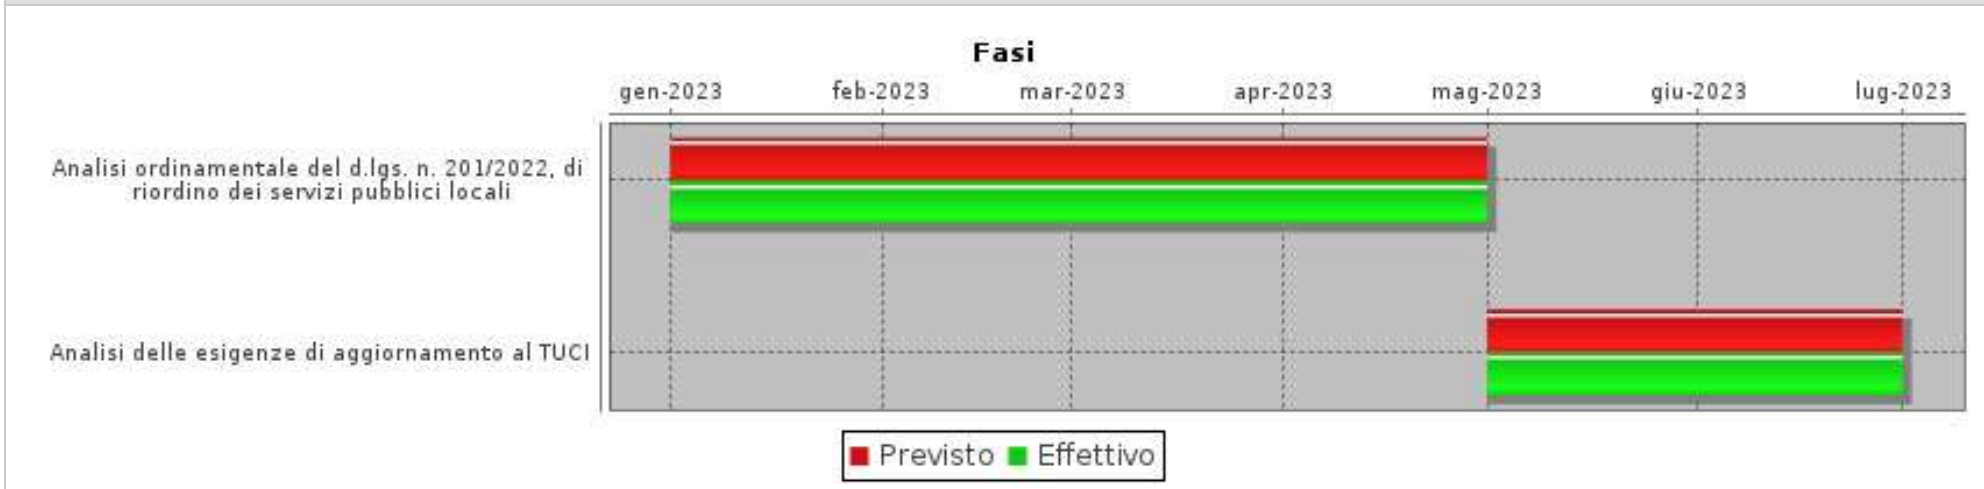 Fasi
gen-2023 feb-2023 mar-2023 apr-2023 mag-2023 giu-2023 lug-2023
Analisi ordinamentale del d.lgs. n. 201/2022, di
riordino dei servizi pubblici locali
Analisi delle esigenze di aggiornamento al TUCI
Previsto Effettivo